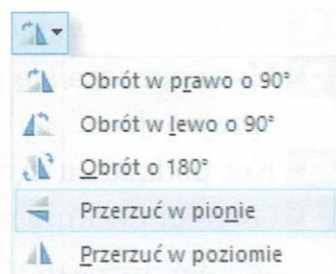 Obrót w prawo o 90°
Obrót w lewo o 90°
Obrót o 180°
Przerzuć w pionie
Przerzuć w poziomie